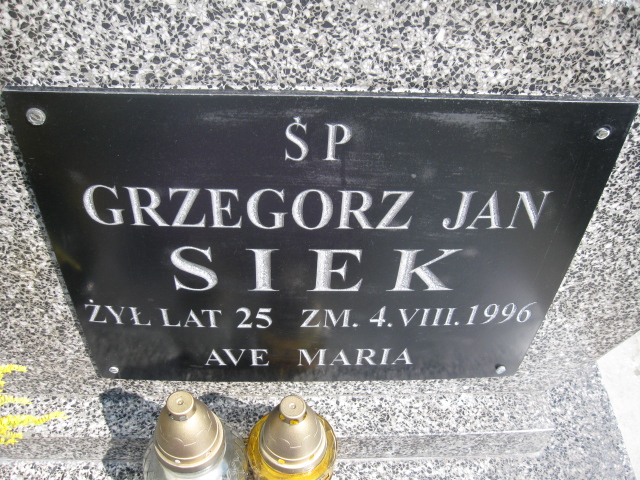 ŚP
GRZEGORZ JAN
SIEK
ŻYŁ LAT 25 ZM. 4.VIII.1996
AVE MARIA